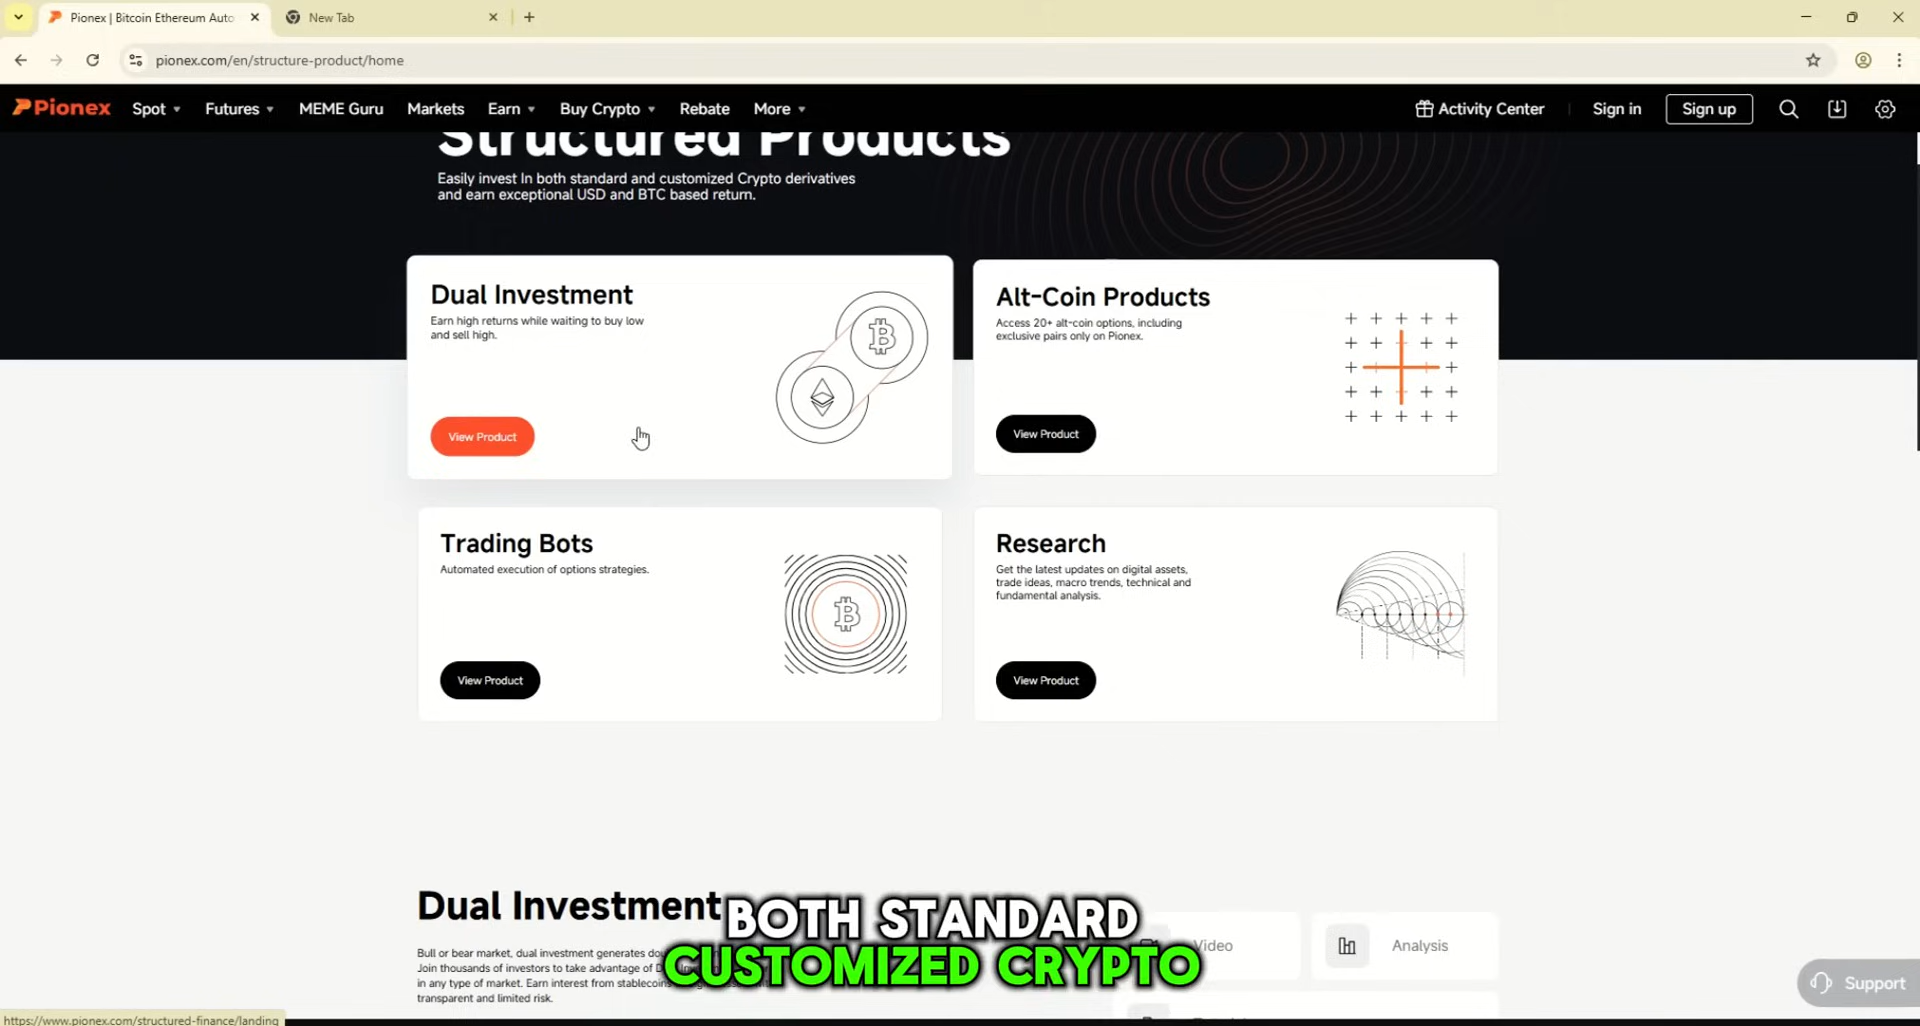 Pionex | Bitcoin Ethereum Auto
New Tab
pionex.com/en/structure-product/home
Pionex Spot Futures MEME Guru Markets Earn Buy Crypto Rebate More Activity Center Sign in Sign up
Structured Products
Easily invest In both standard and customized Crypto derivatives
and earn exceptional USD and BTC based return.
Dual Investment
Earn high returns while waiting to buy low
and sell high.
View Product
Alt-Coin Products
Access 20+ alt-coin options, including
exclusive pairs only on Pionex.
View Product
Trading Bots
Automated execution of options strategies.
View Product
Research
Get the latest updates on digital assets,
trade ideas, macro trends, technical and
fundamental analysis.
View Product
Dual Investment
Bull or bear market, dual investment generates
Join thousands of investors to take advantage of
in any type of market. Earn interest from stablecoins
transparent and limited risk.
Video
Analysis
BOTH STANDARD
CUSTOMIZED CRYPTO
Support
https://www.pionex.com/structured-finance/landing